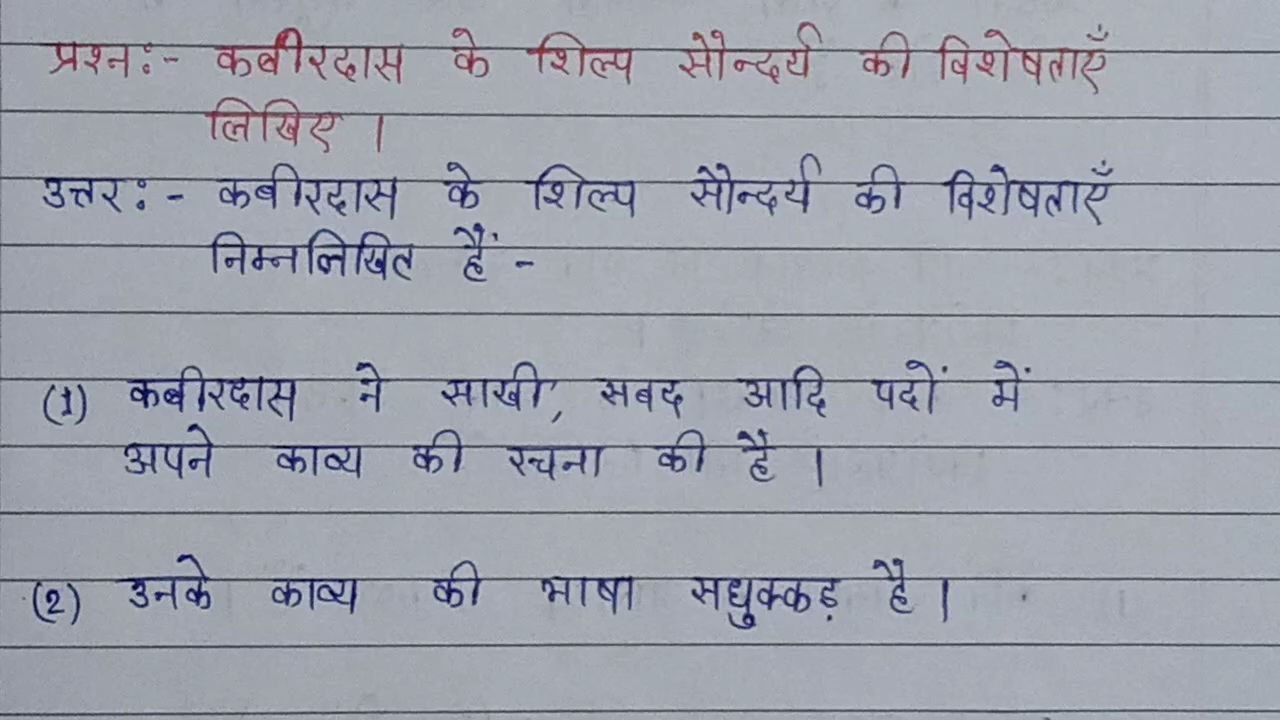 प्रश्न:- कबीरदास के शिल्प सौन्दर्य की विशेषताएँ
लिखिए ।
उत्तर:- कबीरदास के शिल्प सौन्दर्य की विशेषताएँ
निम्नलिखित हैं -
(1) कबीरदास ने साखी, सबद आदि पदों में
अपने काव्य की रचना की है ।
(2) उनके काव्य की भाषा सधुक्कड़ है ।